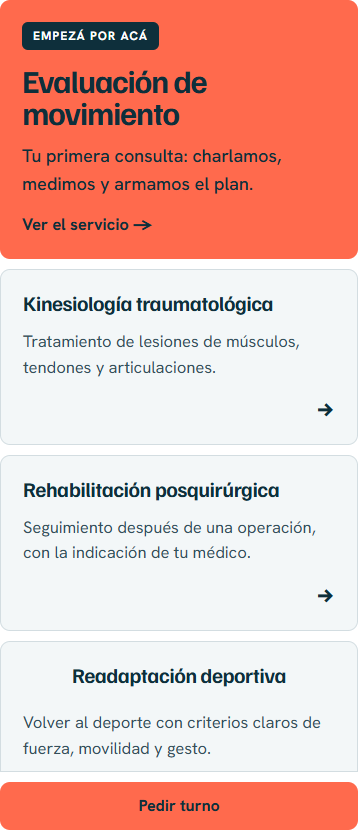 EMPEZÁ POR ACÁ
Evaluación de
movimiento
Tu primera consulta: charlamos,
medimos y armamos el plan.
Ver el servicio →
Kinesiología traumatológica
Tratamiento de lesiones de músculos,
tendones y articulaciones.
→
Rehabilitación posquirúrgica
Seguimiento después de una operación,
con la indicación de tu médico.
→
Readaptación deportiva
Volver al deporte con criterios claros de
fuerza, movilidad y gesto.
Pedir turno